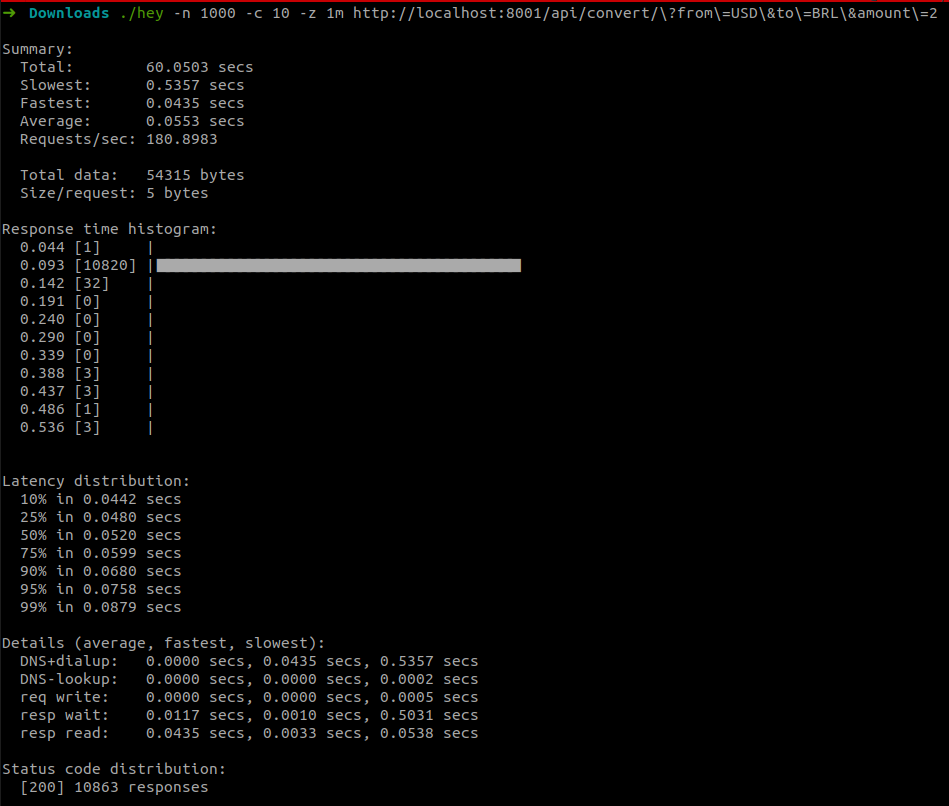 ➜  Downloads ./hey -n 1000 -c 10 -z 1m http://localhost:8001/api/convert/\?from\=USD\&to\=BRL\&amount\=2

Summary:
  Total:        60.0503 secs
  Slowest:      0.5357 secs
  Fastest:      0.0435 secs
  Average:      0.0553 secs
  Requests/sec: 180.8983

  Total data:   54315 bytes
  Size/request: 5 bytes

Response time histogram:
  0.044 [1]     |
  0.093 [10820] |■■■■■■■■■■■■■■■■■■■■■■■■■■■■■■■■■■■■■■■■
  0.142 [32]    |
  0.191 [0]     |
  0.240 [0]     |
  0.290 [0]     |
  0.339 [0]     |
  0.388 [3]     |
  0.437 [3]     |
  0.486 [1]     |
  0.536 [3]     |

Latency distribution:
  10% in 0.0442 secs
  25% in 0.0480 secs
  50% in 0.0520 secs
  75% in 0.0599 secs
  90% in 0.0680 secs
  95% in 0.0758 secs
  99% in 0.0879 secs

Details (average, fastest, slowest):
  DNS+dialup:   0.0000 secs, 0.0435 secs, 0.5357 secs
  DNS-lookup:   0.0000 secs, 0.0000 secs, 0.0002 secs
  req write:    0.0000 secs, 0.0000 secs, 0.0005 secs
  resp wait:    0.0117 secs, 0.0010 secs, 0.5031 secs
  resp read:    0.0435 secs, 0.0033 secs, 0.0538 secs

Status code distribution:
  [200] 10863 responses